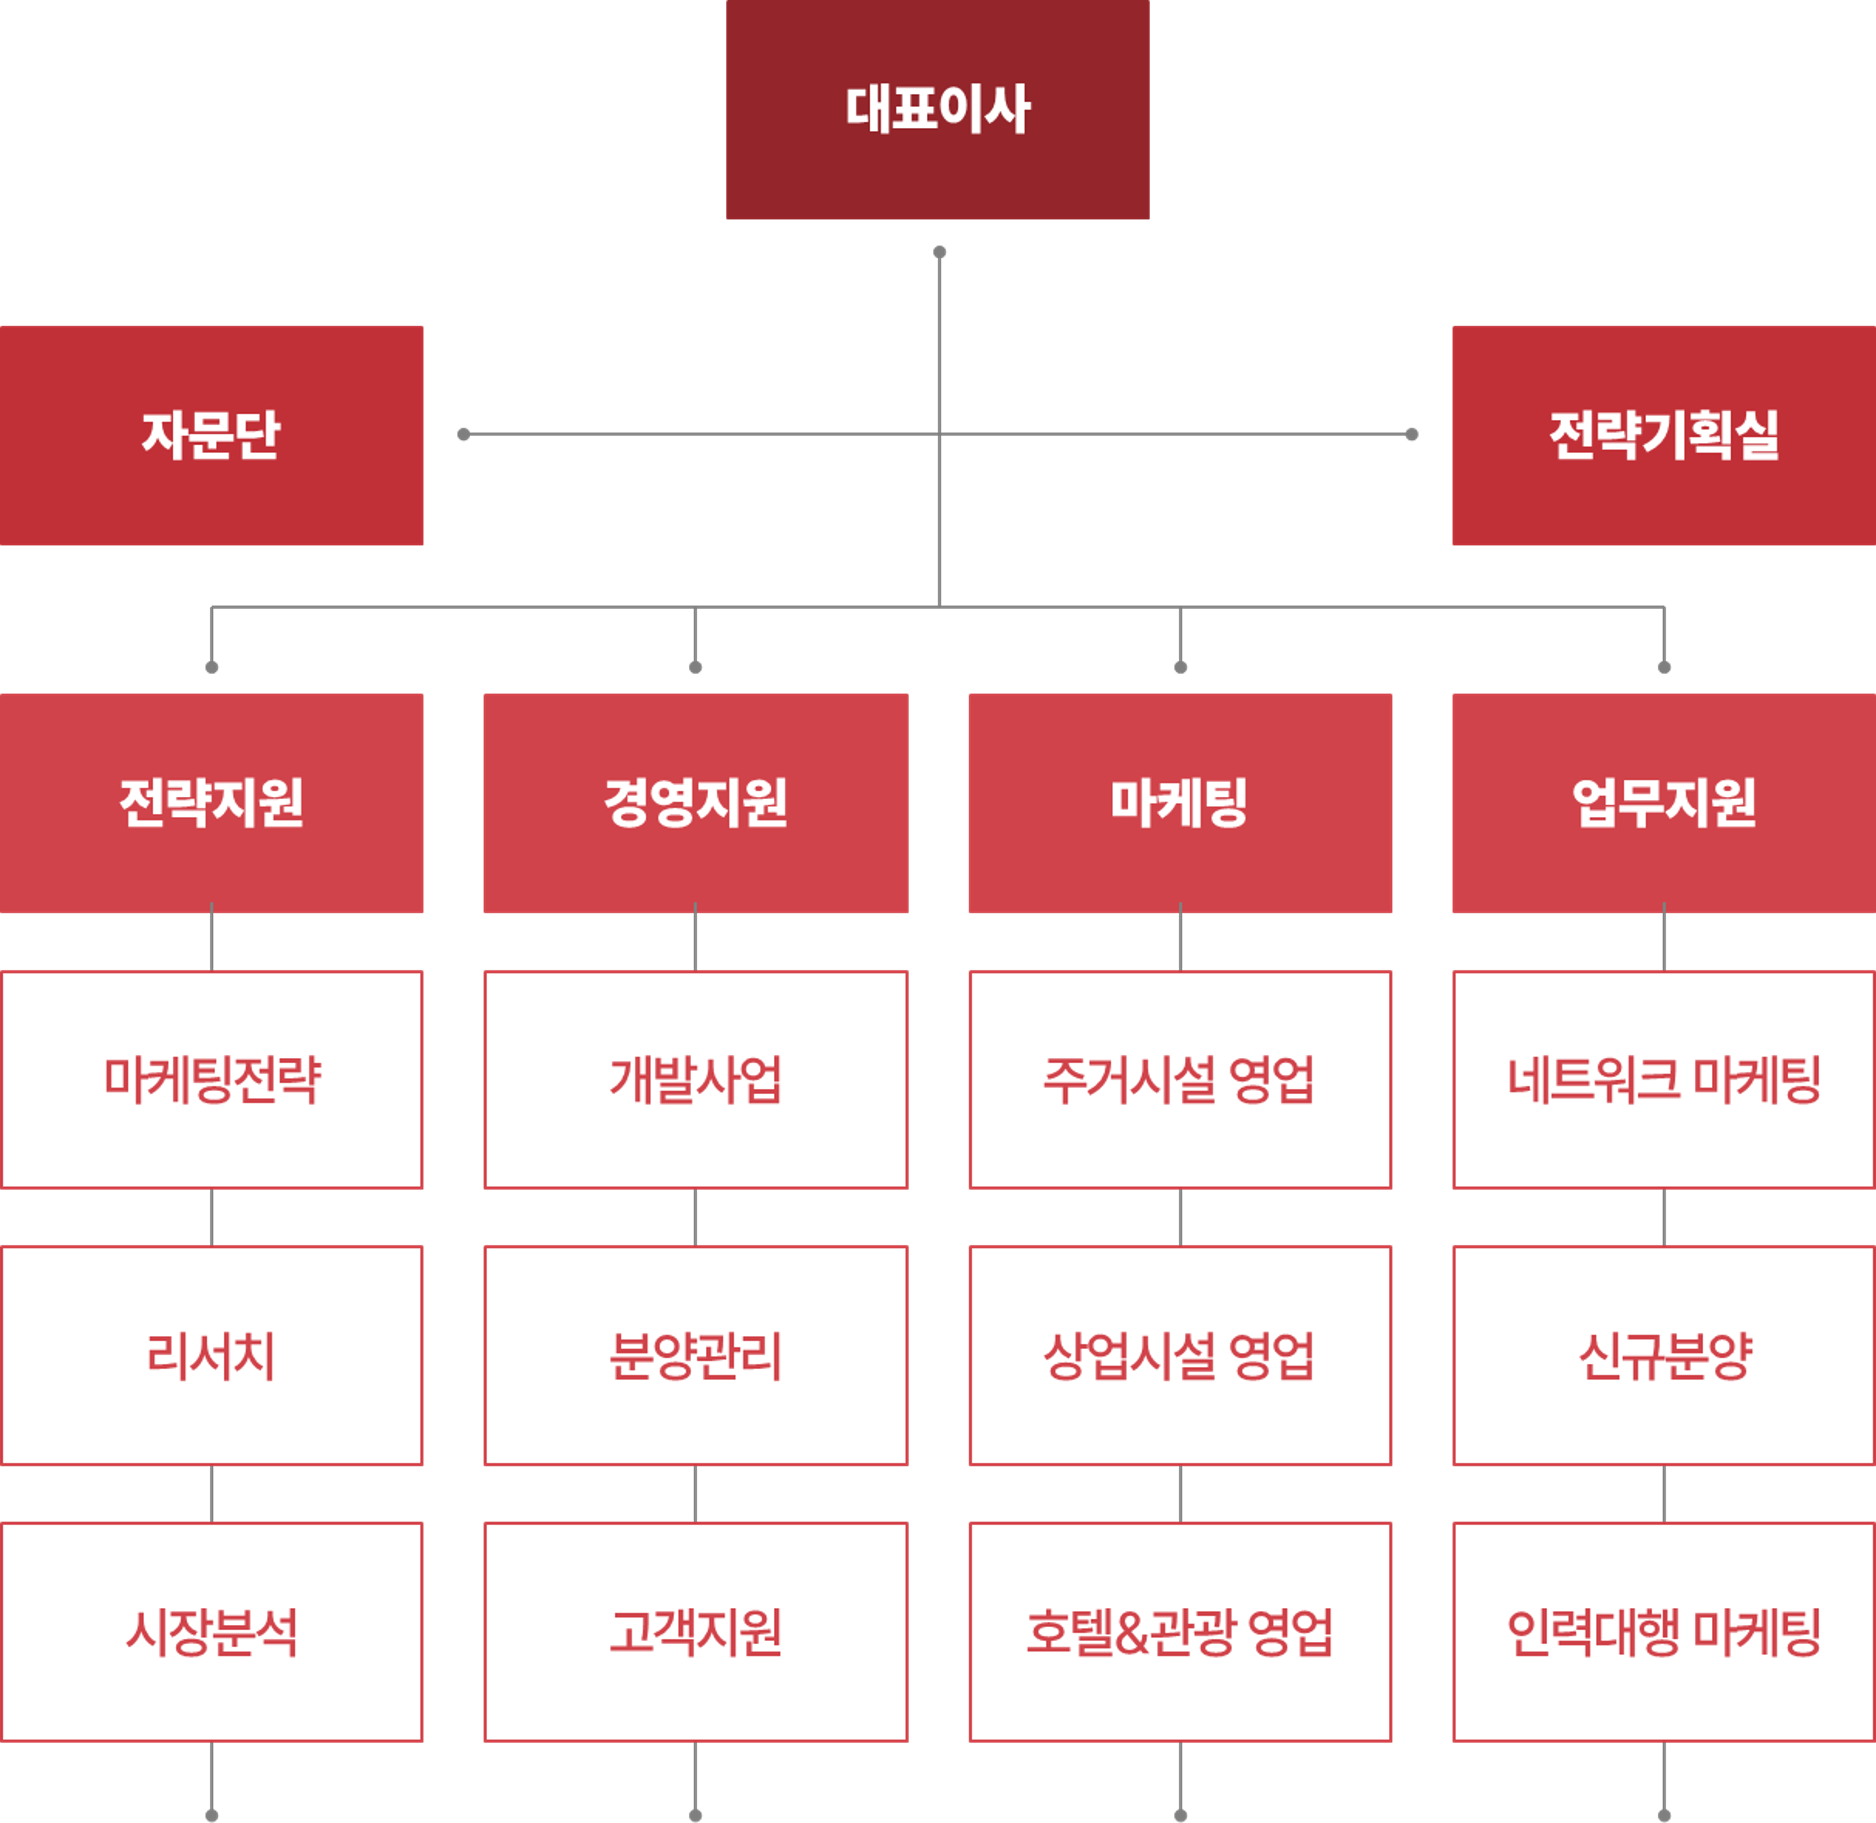 대표이사
자문단
전략기획실
전략지원
경영지원
마케팅
업무지원
마케팅전략
개발사업
주거시설 영업
네트워크 마케팅
리서치
분양관리
상업시설 영업
신규분양
시장분석
고객지원
호텔&관광 영업
인력대행 마케팅